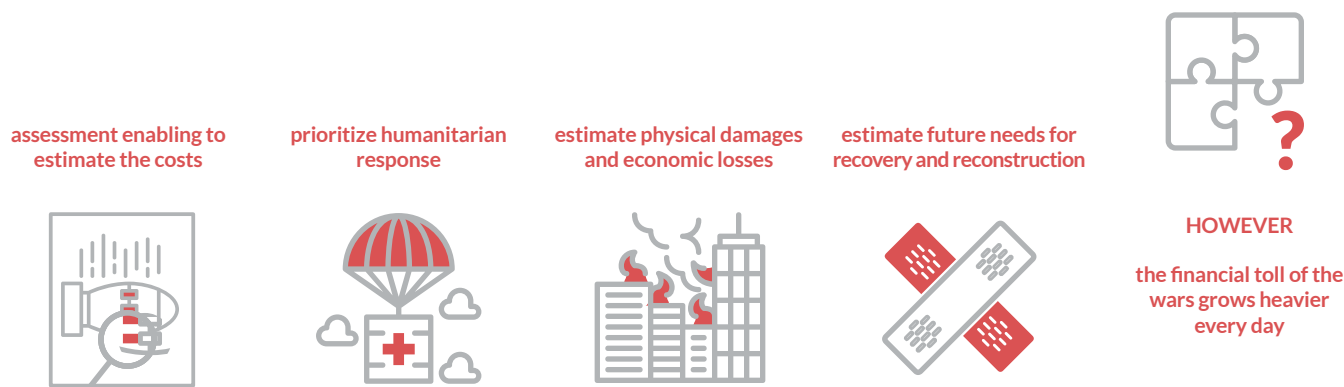 assessment enabling to
estimate the costs
prioritize humanitarian
response
estimate physical damages
and economic losses
estimate future needs for
recovery and reconstruction
?
HOWEVER
the financial toll of the
wars grows heavier
every day